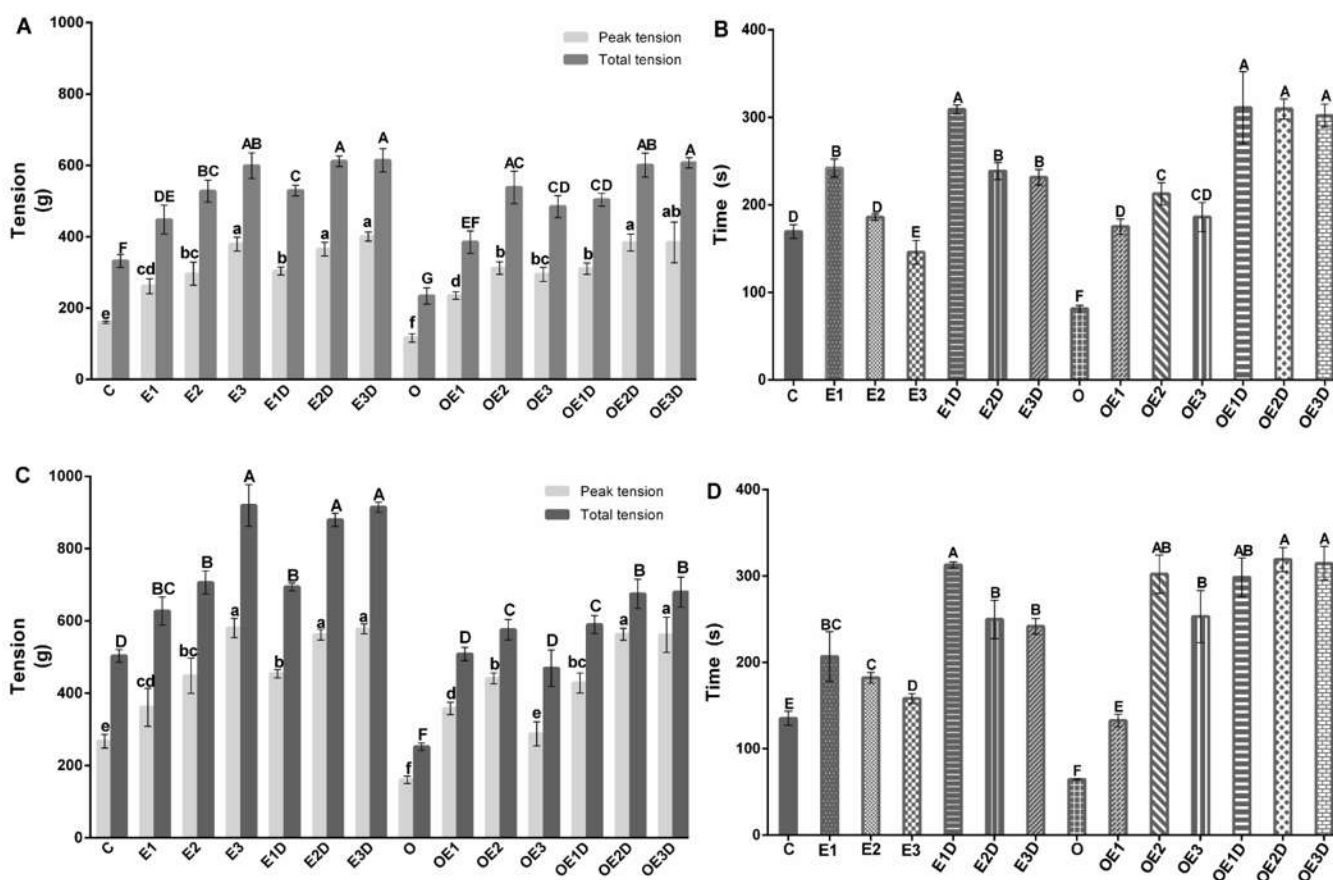 A
Tension
(g)
1000
800
600
400
200
0
Peak tension
Total tension
e F cd DE bc BC a AB b C a A a A f G d EF b AC bc CD b CD a AB ab A
C E1 E2 E3 E1D E2D E3D O OE1 OE2 OE3 OE1D OE2D OE3D
B
Time (s)
400
300
200
100
0
D B D E A B B F D C CD A A A
C E1 E2 E3 E1D E2D E3D O OE1 OE2 OE3 OE1D OE2D OE3D
C
Tension
(g)
1000
800
600
400
200
0
Peak tension
Total tension
e D cd BC bc B a A b B a A a A f F d D b C e D bc C a B a B
C E1 E2 E3 E1D E2D E3D O OE1 OE2 OE3 OE1D OE2D OE3D
D
Time (s)
400
300
200
100
0
E BC C D A B B F E AB B AB A A
C E1 E2 E3 E1D E2D E3D O OE1 OE2 OE3 OE1D OE2D OE3D